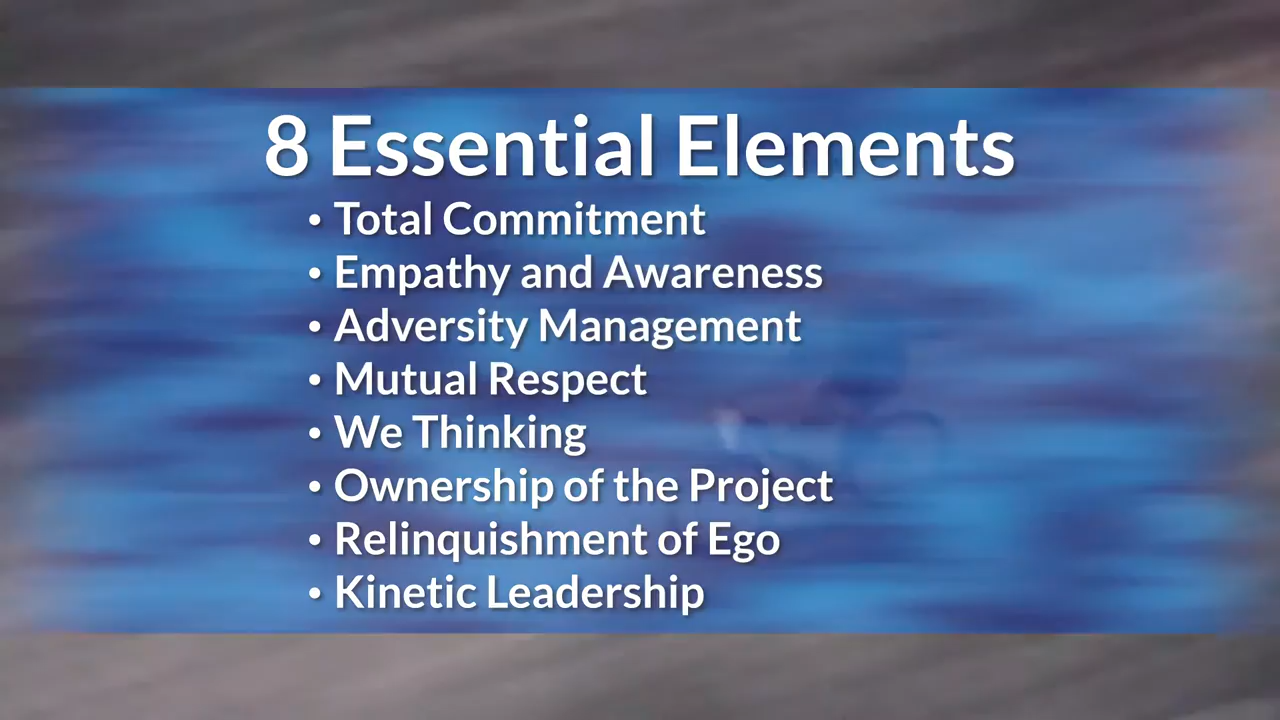 8 Essential Elements
• Total Commitment
• Empathy and Awareness
• Adversity Management
• Mutual Respect
• We Thinking
• Ownership of the Project
• Relinquishment of Ego
• Kinetic Leadership